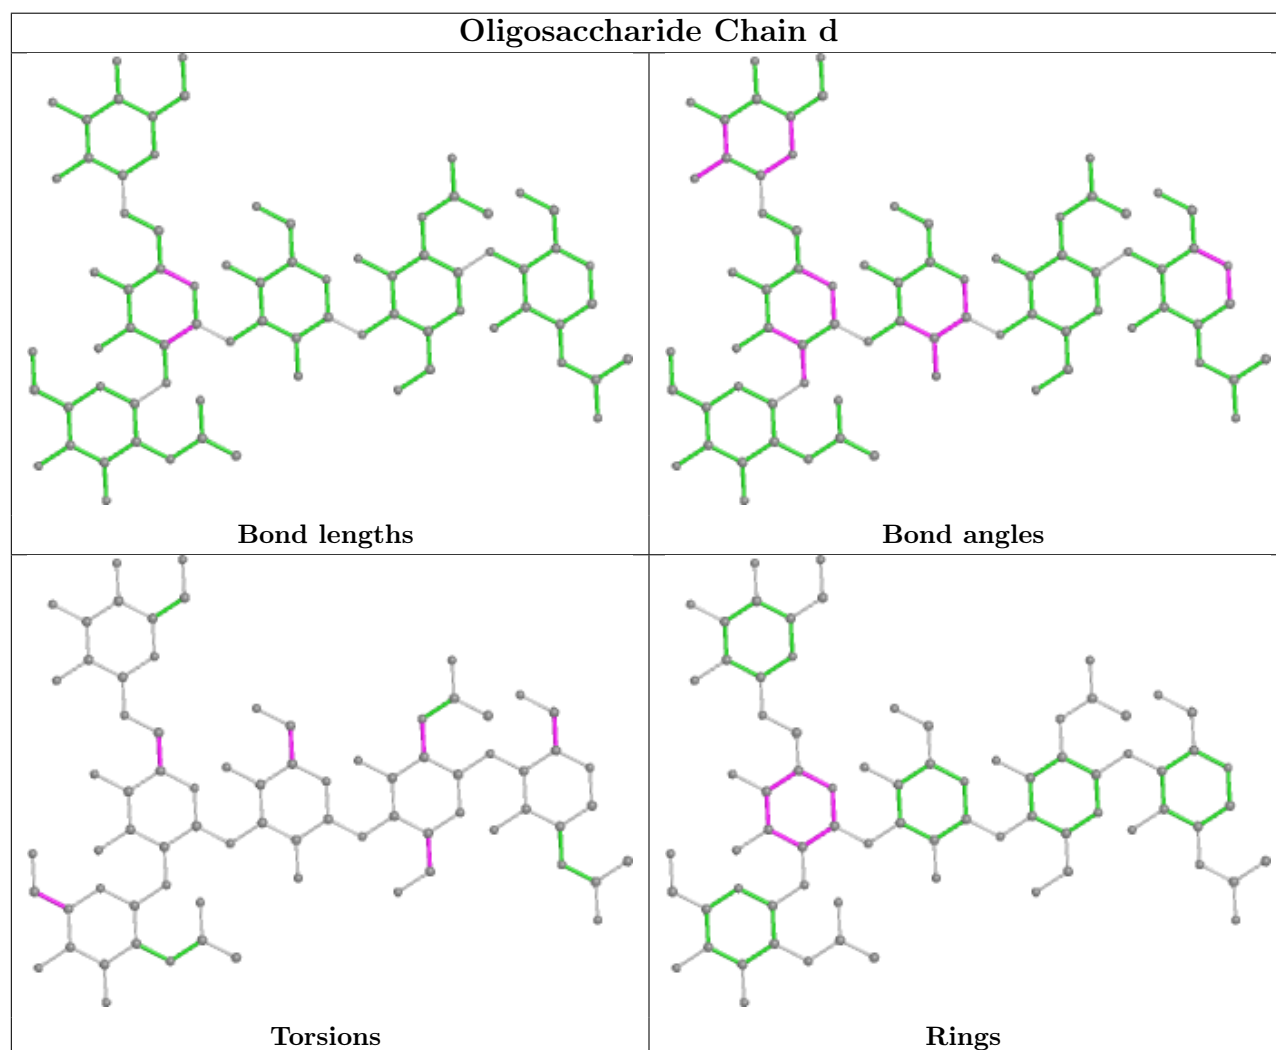 Oligosaccharide Chain d
Bond lengths
Bond angles
Torsions
Rings